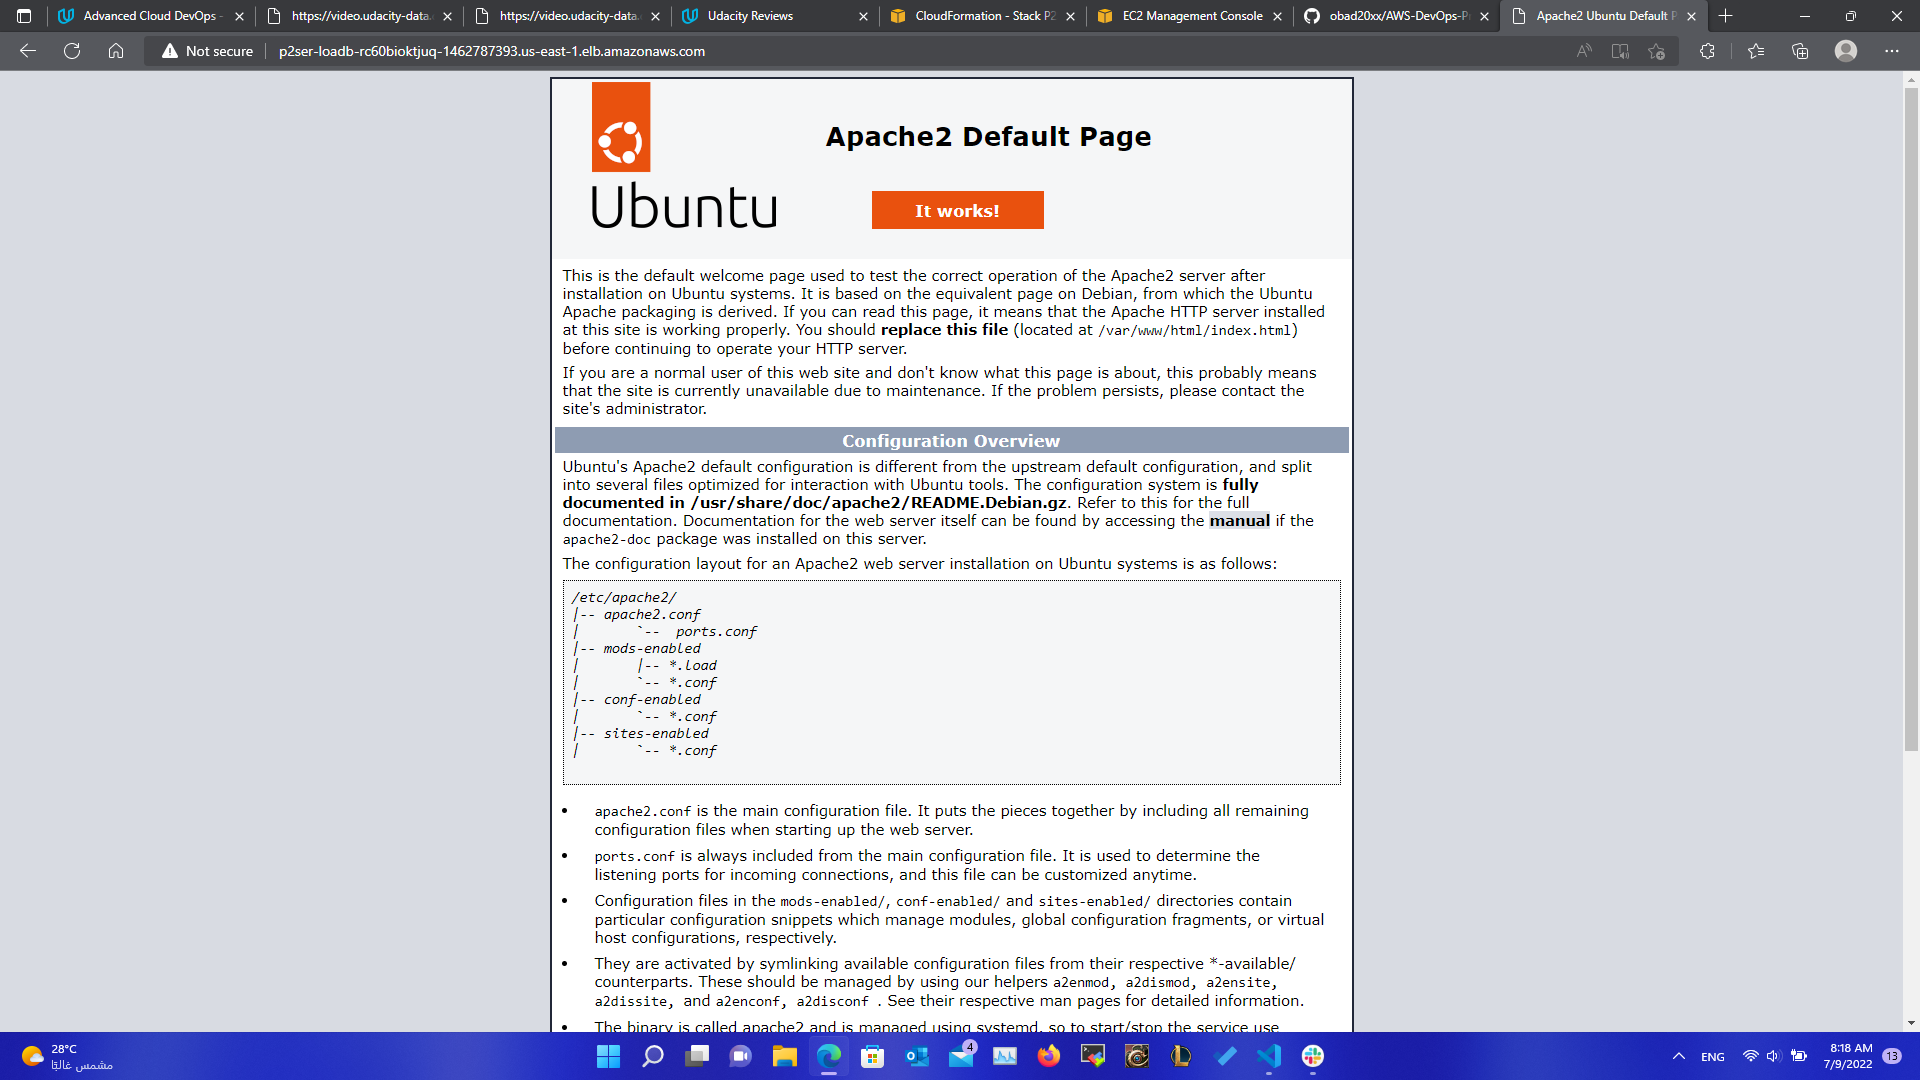 Advanced Cloud DevOps -
https://video.udacity-data.
https://video.udacity-data.
Udacity Reviews
CloudFormation - Stack P2
EC2 Management Console
obad20xx/AWS-DevOps-P
Apache2 Ubuntu Default P
Not secure
p2ser-loadb-rc60bioktjuq-1462787393.us-east-1.elb.amazonaws.com
Ubuntu
Apache2 Default Page
It works!
This is the default welcome page used to test the correct operation of the Apache2 server after
installation on Ubuntu systems. It is based on the equivalent page on Debian, from which the Ubuntu
Apache packaging is derived. If you can read this page, it means that the Apache HTTP server installed
at this site is working properly. You should replace this file (located at /var/www/html/index.html)
before continuing to operate your HTTP server.
If you are a normal user of this web site and don't know what this page is about, this probably means
that the site is currently unavailable due to maintenance. If the problem persists, please contact the
site's administrator.
Configuration Overview
Ubuntu's Apache2 default configuration is different from the upstream default configuration, and split
into several files optimized for interaction with Ubuntu tools. The configuration system is fully
documented in /usr/share/doc/apache2/README.Debian.gz. Refer to this for the full
documentation. Documentation for the web server itself can be found by accessing the manual if the
apache2-doc package was installed on this server.
The configuration layout for an Apache2 web server installation on Ubuntu systems is as follows:
/etc/apache2/
|-- apache2.conf
|       `--  ports.conf
|-- mods-enabled
|       |-- *.load
|       `-- *.conf
|-- conf-enabled
|       `-- *.conf
|-- sites-enabled
|       `-- *.conf
• apache2.conf is the main configuration file. It puts the pieces together by including all remaining
configuration files when starting up the web server.
• ports.conf is always included from the main configuration file. It is used to determine the
listening ports for incoming connections, and this file can be customized anytime.
• Configuration files in the mods-enabled/, conf-enabled/ and sites-enabled/ directories contain
particular configuration snippets which manage modules, global configuration fragments, or virtual
host configurations, respectively.
• They are activated by symlinking available configuration files from their respective *-available/
counterparts. These should be managed by using our helpers a2enmod, a2dismod, a2ensite,
a2dissite, and a2enconf, a2disconf . See their respective man pages for detailed information.
• The binary is called apache2 and is managed using systemd, so to start/stop the service use
28°C
مشمس غالبًا
4
ENG
8:18 AM
7/9/2022
13